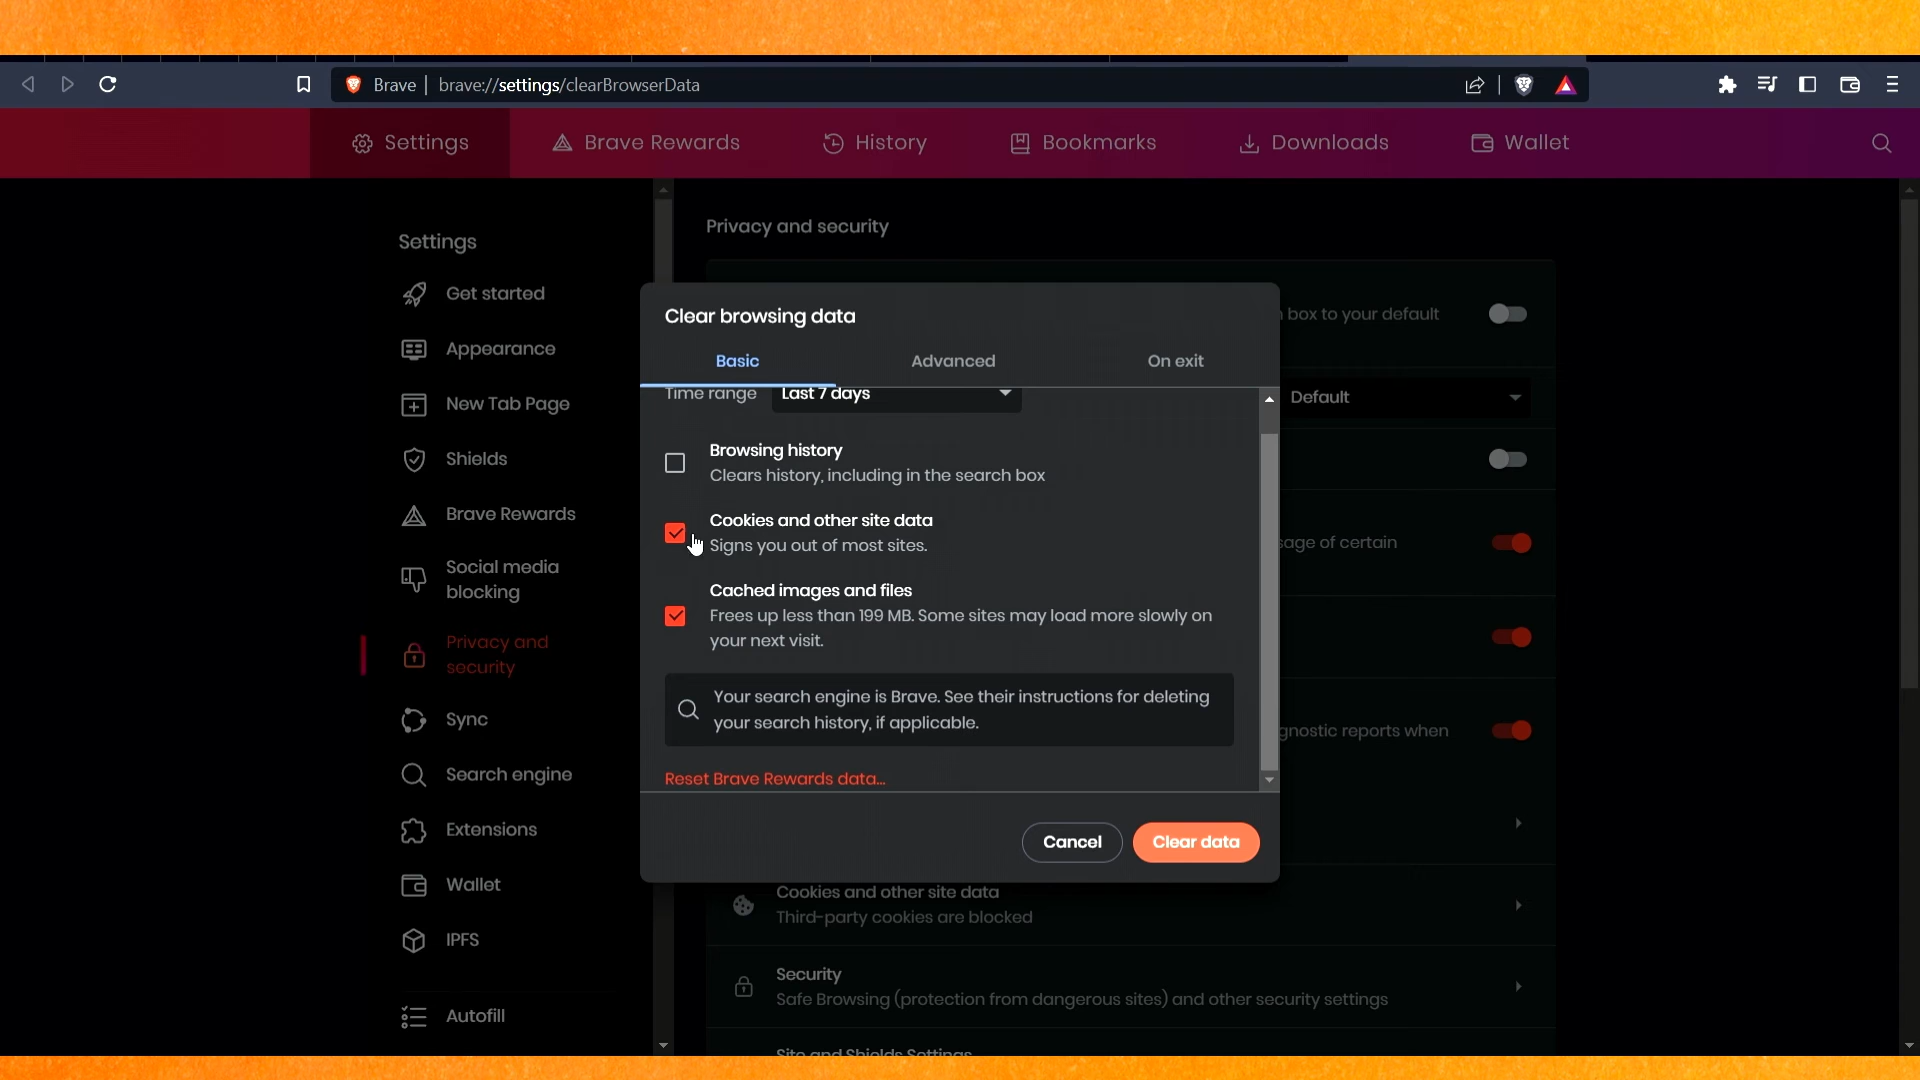 Brave | brave://settings/clearBrowserData
Settings
Brave Rewards
History
Bookmarks
Downloads
Wallet
Settings
Get started
Appearance
New Tab Page
Shields
Brave Rewards
Social media
blocking
Privacy and
security
Sync
Search engine
Extensions
Wallet
IPFS
Autofill
Privacy and security
box to your default
Default
sage of certain
gnostic reports when
Clear browsing data
Basic
Advanced
On exit
Time range
Last 7 days
Browsing history
Clears history, including in the search box
Cookies and other site data
Signs you out of most sites.
Cached images and files
Frees up less than 199 MB. Some sites may load more slowly on
your next visit.
Your search engine is Brave. See their instructions for deleting
your search history, if applicable.
Reset Brave Rewards data...
Cancel
Clear data
Cookies and other site data
Third-party cookies are blocked
Security
Safe Browsing (protection from dangerous sites) and other security settings
Site and Shields Settings